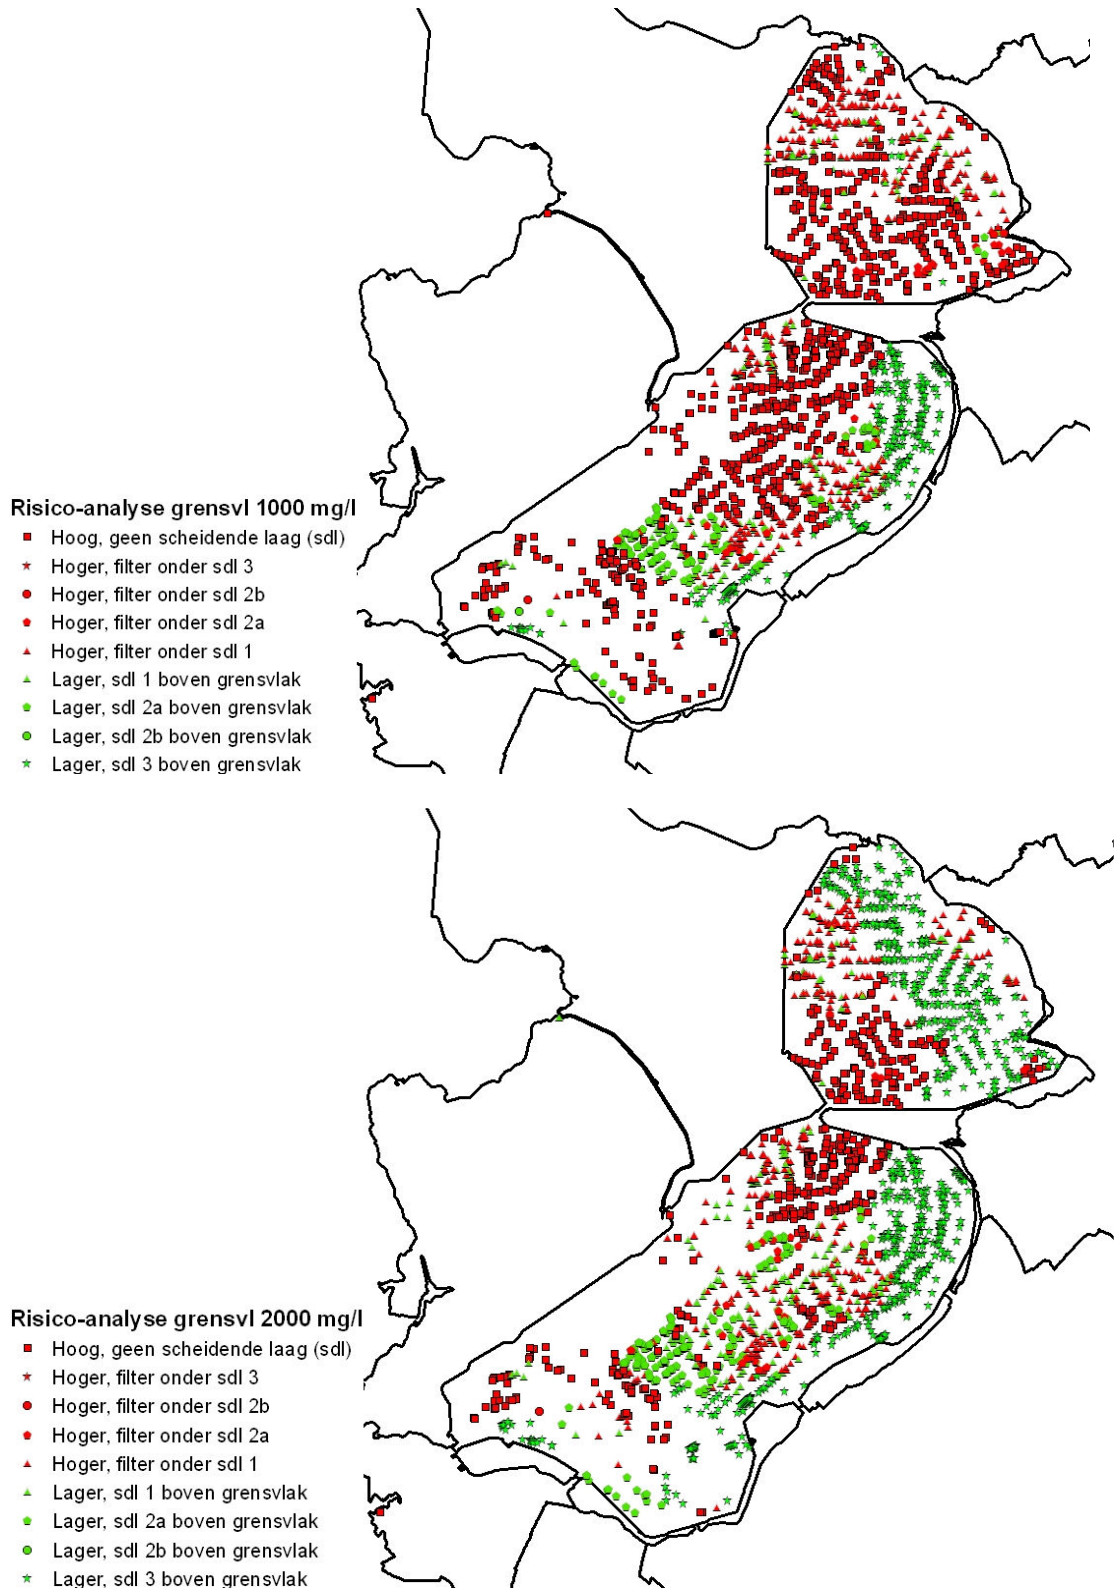 Risico-analyse grensvl 1000 mg/l
Hoog, geen scheidende laag (sdl)
Hoger, filter onder sdl 3
Hoger, filter onder sdl 2b
Hoger, filter onder sdl 2a
Hoger, filter onder sdl 1
Lager, sdl 1 boven grensvlak
Lager, sdl 2a boven grensvlak
Lager, sdl 2b boven grensvlak
Lager, sdl 3 boven grensvlak
Risico-analyse grensvl 2000 mg/l
Hoog, geen scheidende laag (sdl)
Hoger, filter onder sdl 3
Hoger, filter onder sdl 2b
Hoger, filter onder sdl 2a
Hoger, filter onder sdl 1
Lager, sdl 1 boven grensvlak
Lager, sdl 2a boven grensvlak
Lager, sdl 2b boven grensvlak
Lager, sdl 3 boven grensvlak